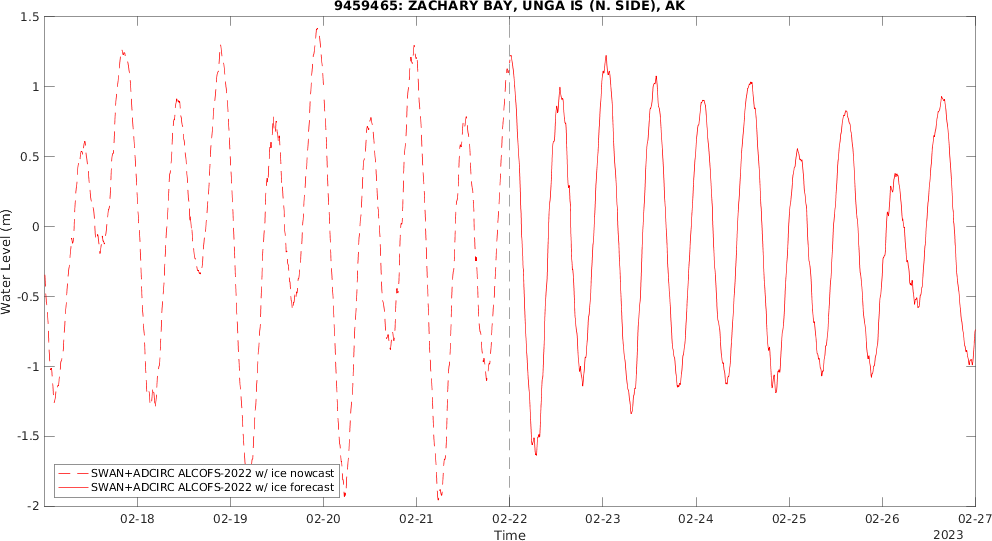 9459465: ZACHARY BAY, UNGA IS (N. SIDE), AK
1.5
1
0.5
0
-0.5
-1
-1.5
-2
Water Level (m)
SWAN+ADCIRC ALCOFS-2022 w/ ice nowcast
SWAN+ADCIRC ALCOFS-2022 w/ ice forecast
02-18 02-19 02-20 02-21 02-22 02-23 02-24 02-25 02-26 02-27
Time
2023